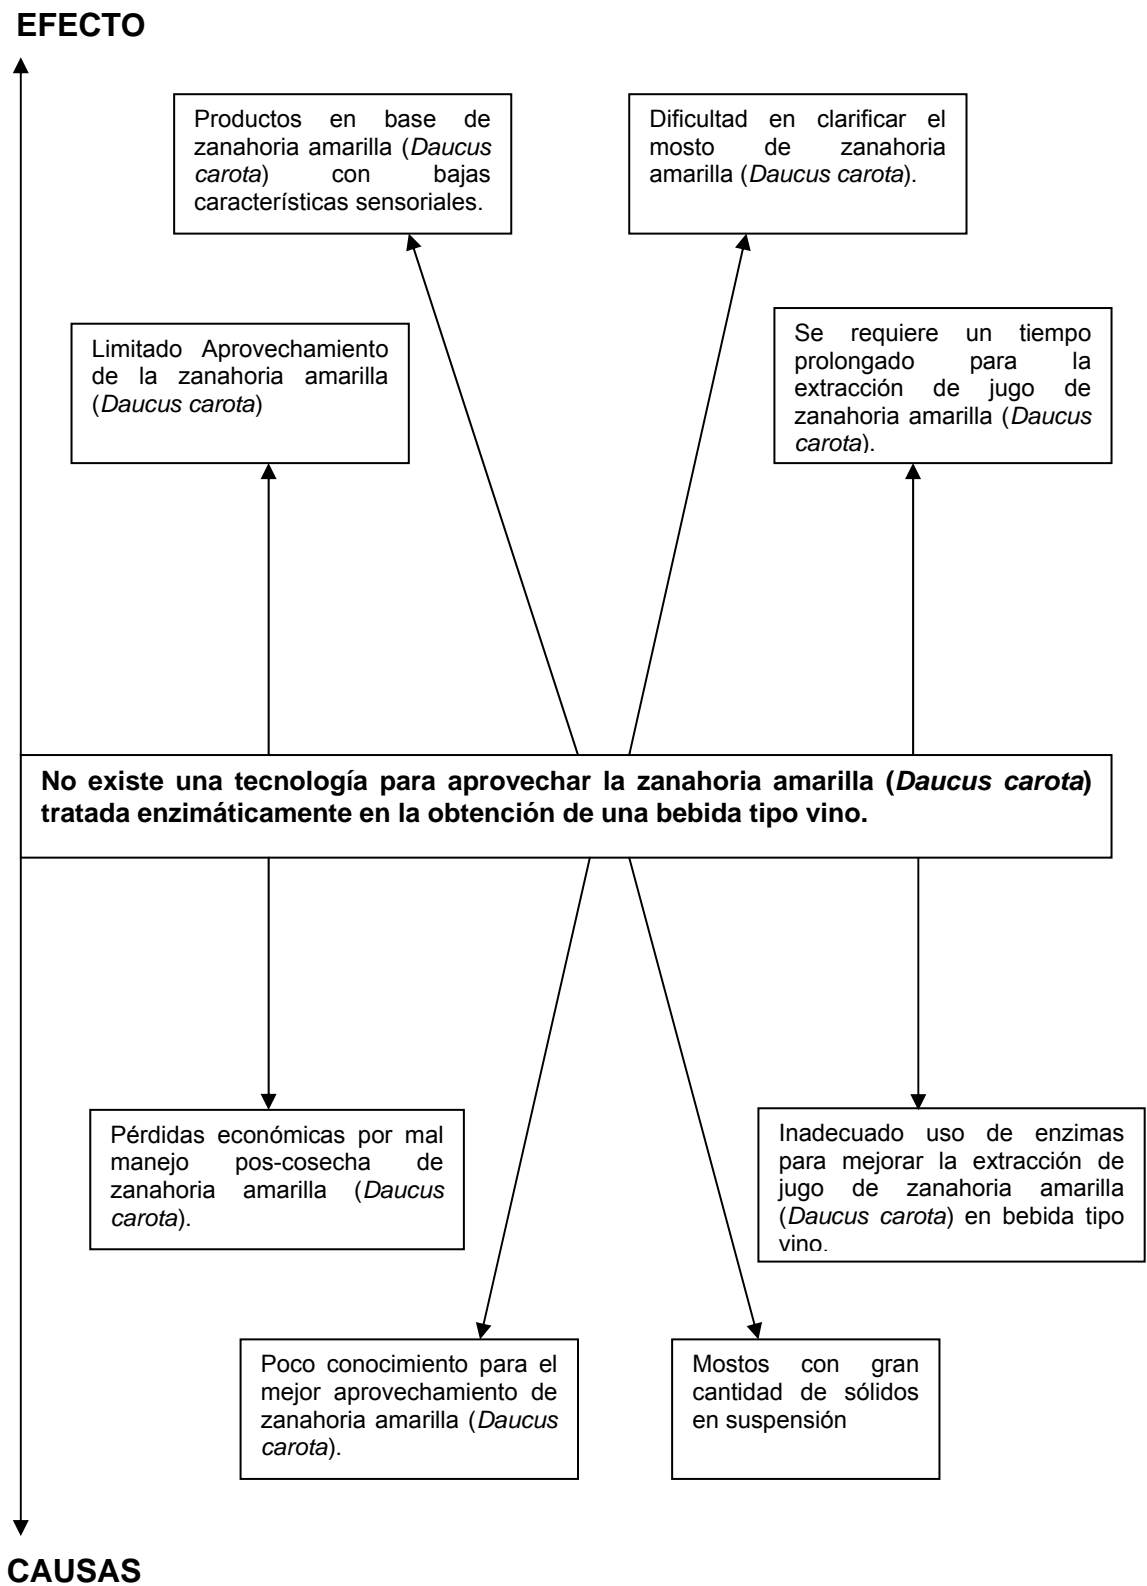 EFECTO
Productos en base de
zanahoria amarilla (Daucus
carota) con bajas
características sensoriales.
Dificultad en clarificar el
mosto de zanahoria
amarilla (Daucus carota).
Limitado Aprovechamiento
de la zanahoria amarilla
(Daucus carota)
Se requiere un tiempo
prolongado para la
extracción de jugo de
zanahoria amarilla (Daucus
carota).
No existe una tecnología para aprovechar la zanahoria amarilla (Daucus carota)
tratada enzimáticamente en la obtención de una bebida tipo vino.
Pérdidas económicas por mal
manejo pos-cosecha de
zanahoria amarilla (Daucus
carota).
Inadecuado uso de enzimas
para mejorar la extracción de
jugo de zanahoria amarilla
(Daucus carota) en bebida tipo
vino.
Poco conocimiento para el
mejor aprovechamiento de
zanahoria amarilla (Daucus
carota).
Mostos con gran
cantidad de sólidos
en suspensión
CAUSAS